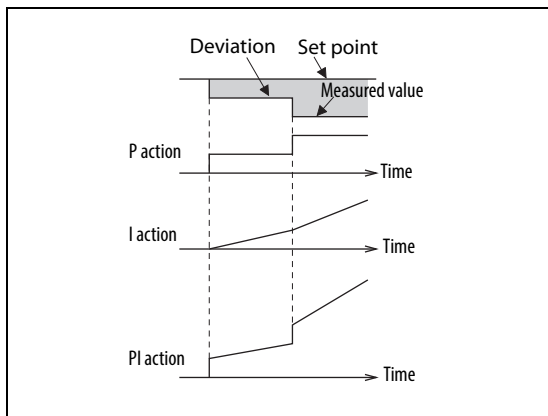 Deviation
Set point
Measured value
P action
Time
I action
Time
PI action
Time